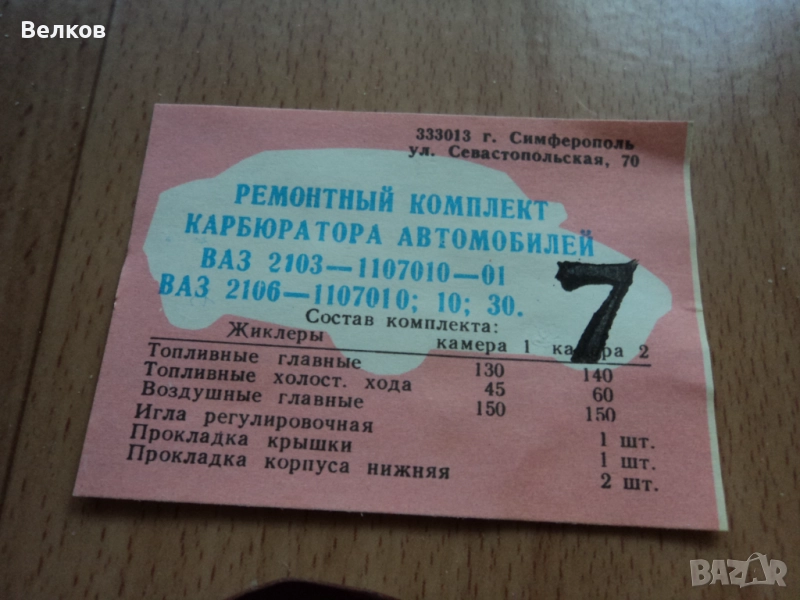 Велков
333013 г. Симферополь
ул. Севастопольская, 70
РЕМОНТНЫЙ КОМПЛЕКТ
КАРБЮРАТОРА АВТОМОБИЛЕЙ
ВАЗ 2103—1107010—01
ВАЗ 2106—1107010; 10; 30.
7
Состав комплекта:
Жиклеры камера 1 камера 2
Топливные главные 130 140
Топливные холост. хода 45 60
Воздушные главные 150 150
Игла регулировочная 1 шт.
Прокладка крышки 1 шт.
Прокладка корпуса нижняя 2 шт.
BAZAR